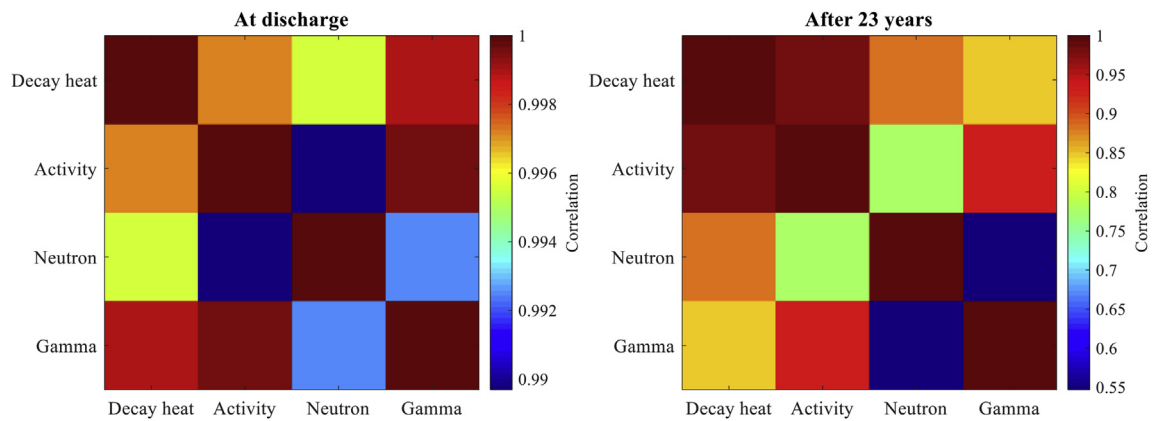 At discharge
Decay heat
Activity
Neutron
Gamma
Decay heat Activity Neutron Gamma
1
0.998
0.996
0.994
0.992
0.99
Correlation
After 23 years
Decay heat
Activity
Neutron
Gamma
Decay heat Activity Neutron Gamma
1
0.95
0.9
0.85
0.8
0.75
0.7
0.65
0.6
0.55
Correlation